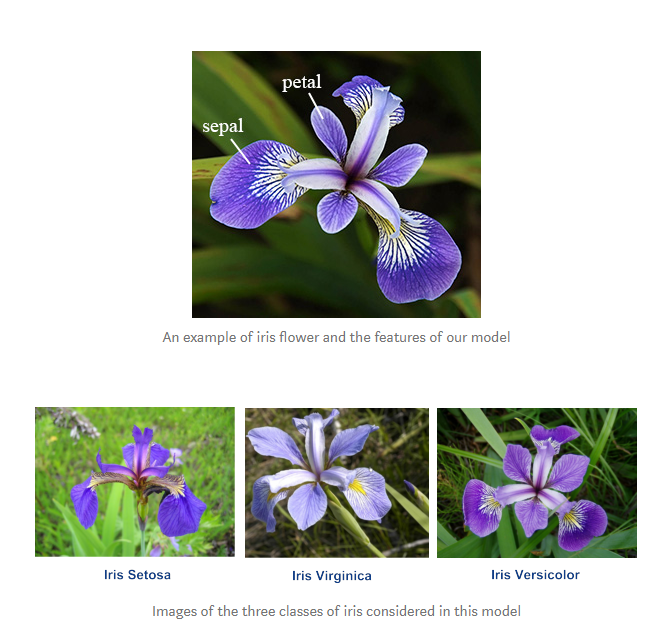 petal
sepal
An example of iris flower and the features of our model
Iris Setosa
Iris Virginica
Iris Versicolor
Images of the three classes of iris considered in this model